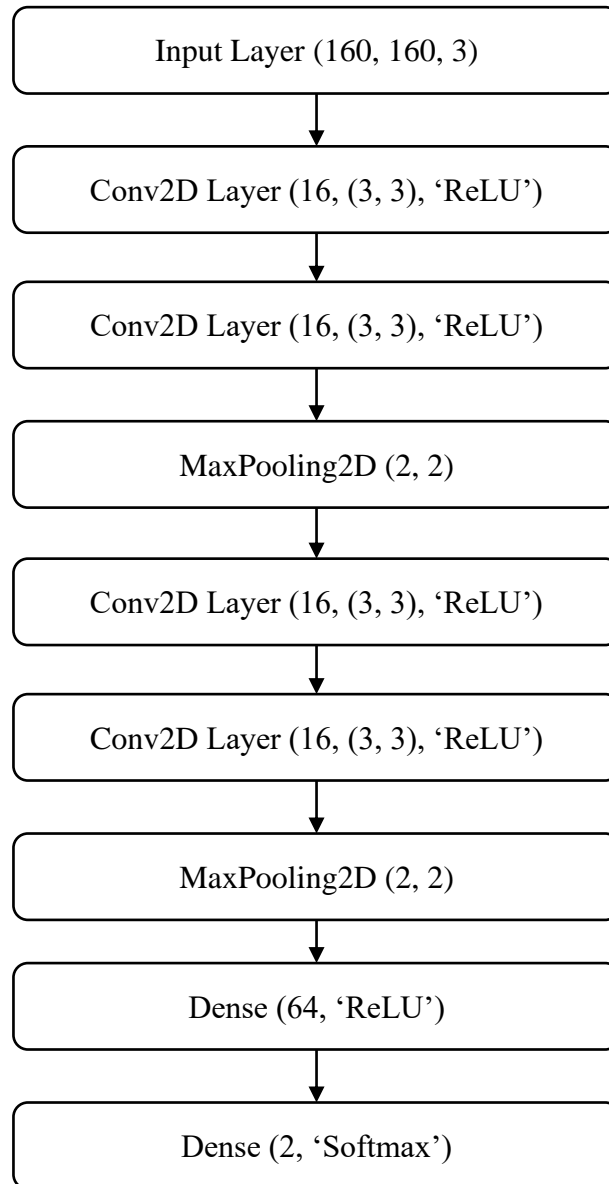 Input Layer (160, 160, 3)
Conv2D Layer (16, (3, 3), ‘ReLU’)
Conv2D Layer (16, (3, 3), ‘ReLU’)
MaxPooling2D (2, 2)
Conv2D Layer (16, (3, 3), ‘ReLU’)
Conv2D Layer (16, (3, 3), ‘ReLU’)
MaxPooling2D (2, 2)
Dense (64, ‘ReLU’)
Dense (2, ‘Softmax’)